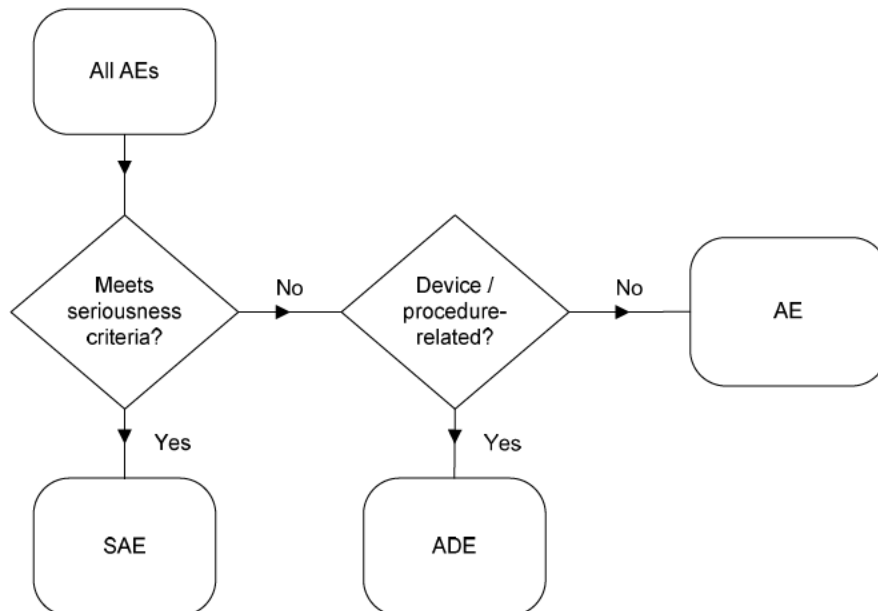 All AEs
Meets
seriousness
criteria?
No
Device /
procedure-
related?
No
AE
Yes
Yes
SAE
ADE